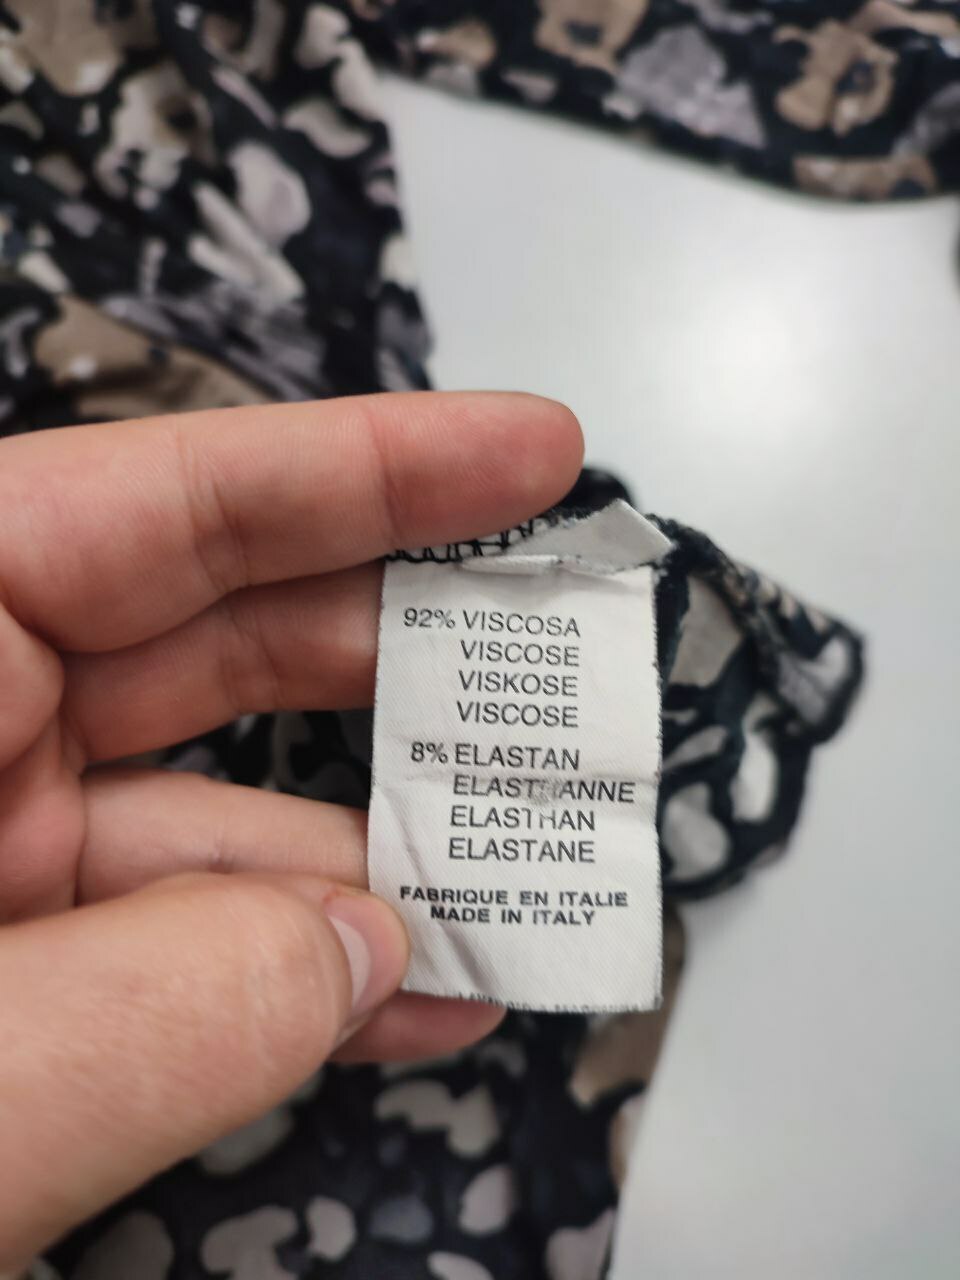 92% VISCOSA
VISCOSE
VISKOSE
VISCOSE
8% ELASTAN
ELASTHANNE
ELASTHAN
ELASTANE
FABRIQUE EN ITALIE
MADE IN ITALY